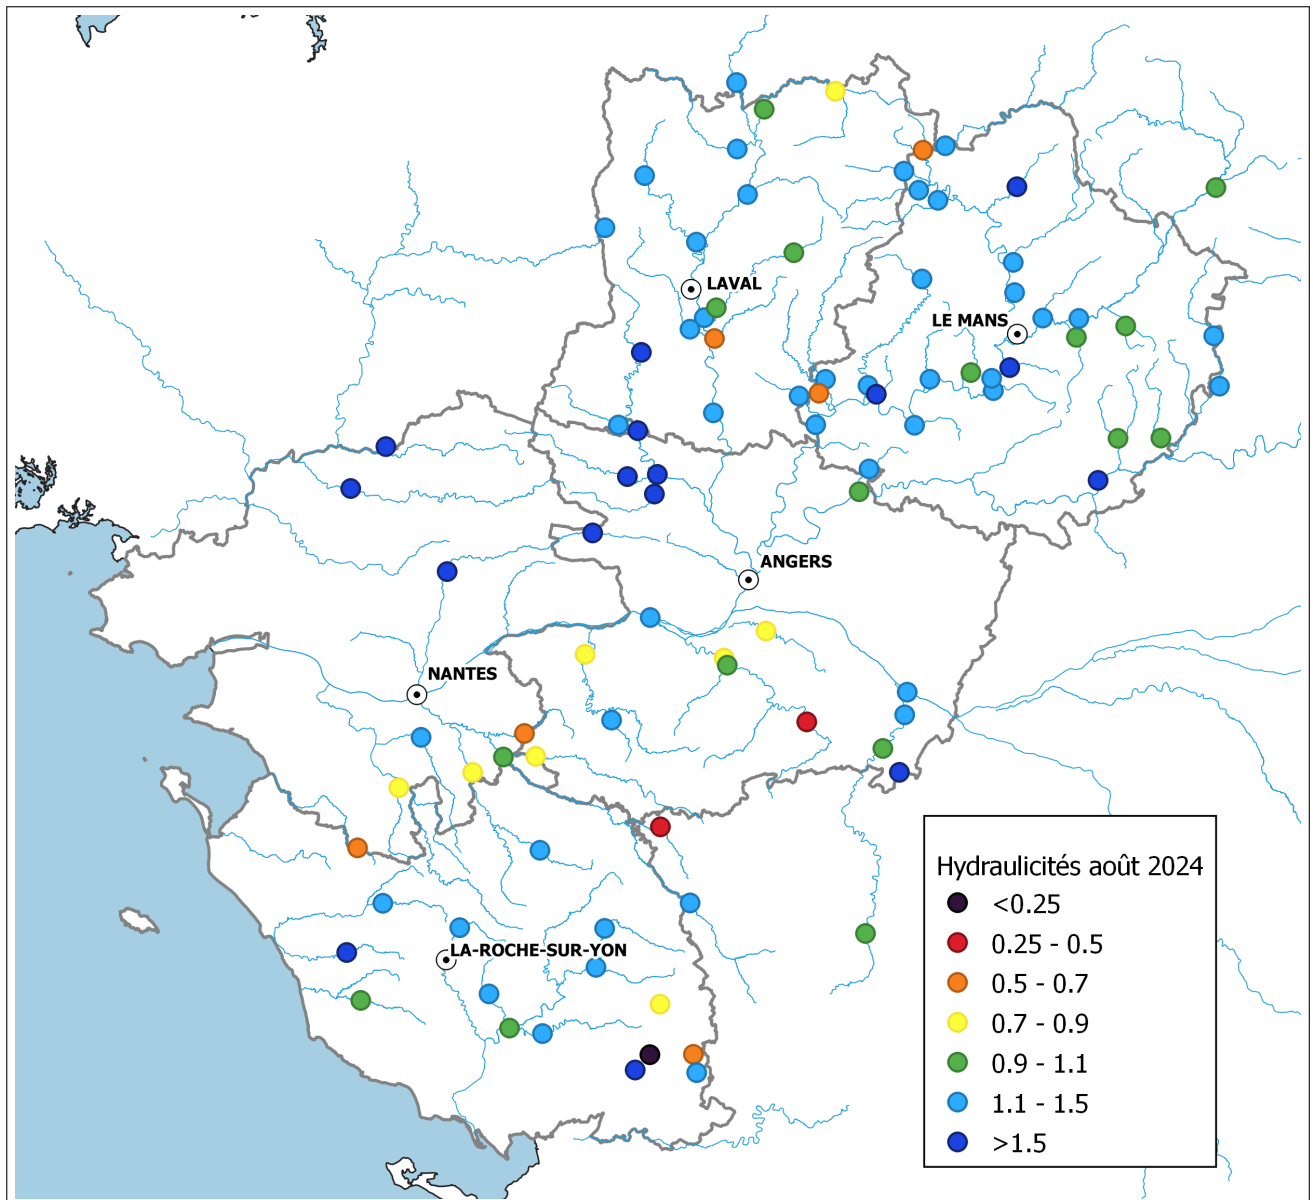 LAVAL
LE MANS
ANGERS
NANTES
LA-ROCHE-SUR-YON
Hydraulicités août 2024
<0.25
0.25 - 0.5
0.5 - 0.7
0.7 - 0.9
0.9 - 1.1
1.1 - 1.5
>1.5